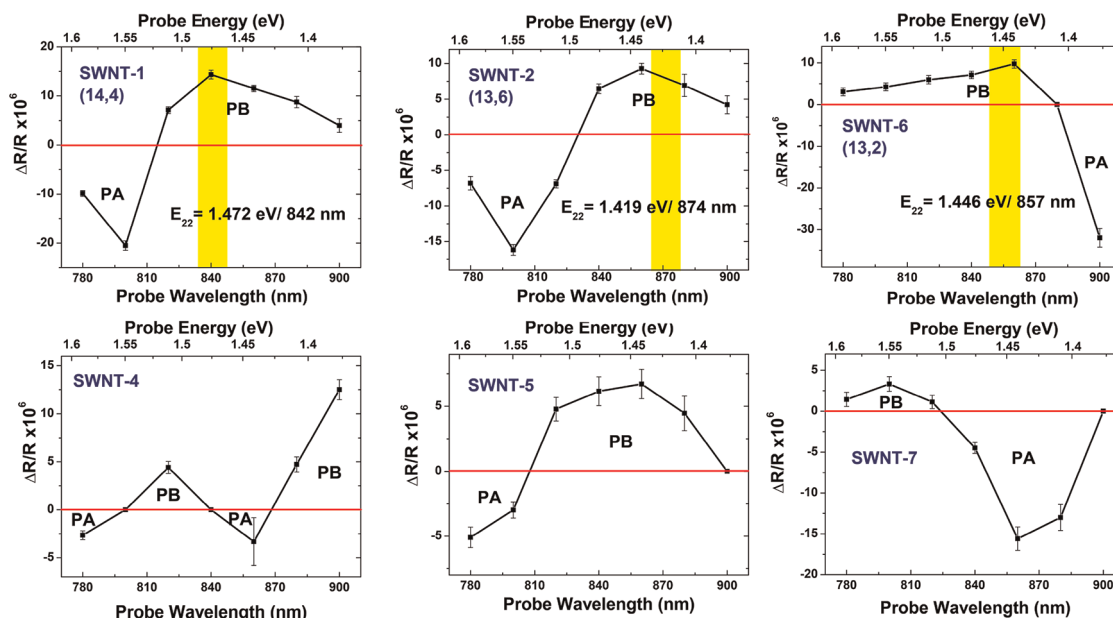 Probe Energy (eV)
1.6 1.55 1.5 1.45 1.4
20
10
0
-10
-20
ΔR/R x10⁶
SWNT-1
(14,4)
PB
PA
E₂₂= 1.472 eV/ 842 nm
780 810 840 870 900
Probe Wavelength (nm)
Probe Energy (eV)
1.6 1.55 1.5 1.45 1.4
10
5
0
-5
-10
-15
ΔR/R x10⁶
SWNT-2
(13,6)
PB
PA
E₂₂= 1.419 eV/ 874 nm
780 810 840 870 900
Probe Wavelength (nm)
Probe Energy (eV)
1.6 1.55 1.5 1.45 1.4
10
0
-10
-20
-30
ΔR/R x10⁶
PB
SWNT-6
(13,2)
PA
E₂₂= 1.446 eV/ 857 nm
780 810 840 870 900
Probe Wavelength (nm)
Probe Energy (eV)
1.6 1.55 1.5 1.45 1.4
15
10
5
0
-5
ΔR/R x10⁶
SWNT-4
PB
PB
PA
PA
780 810 840 870 900
Probe Wavelength (nm)
Probe Energy (eV)
1.6 1.55 1.5 1.45 1.4
5
0
-5
ΔR/R x10⁶
SWNT-5
PB
PA
780 810 840 870 900
Probe Wavelength (nm)
Probe Energy (eV)
1.6 1.55 1.5 1.45 1.4
5
0
-5
-10
-15
-20
ΔR/R x10⁶
PB
SWNT-7
PA
780 810 840 870 900
Probe Wavelength (nm)